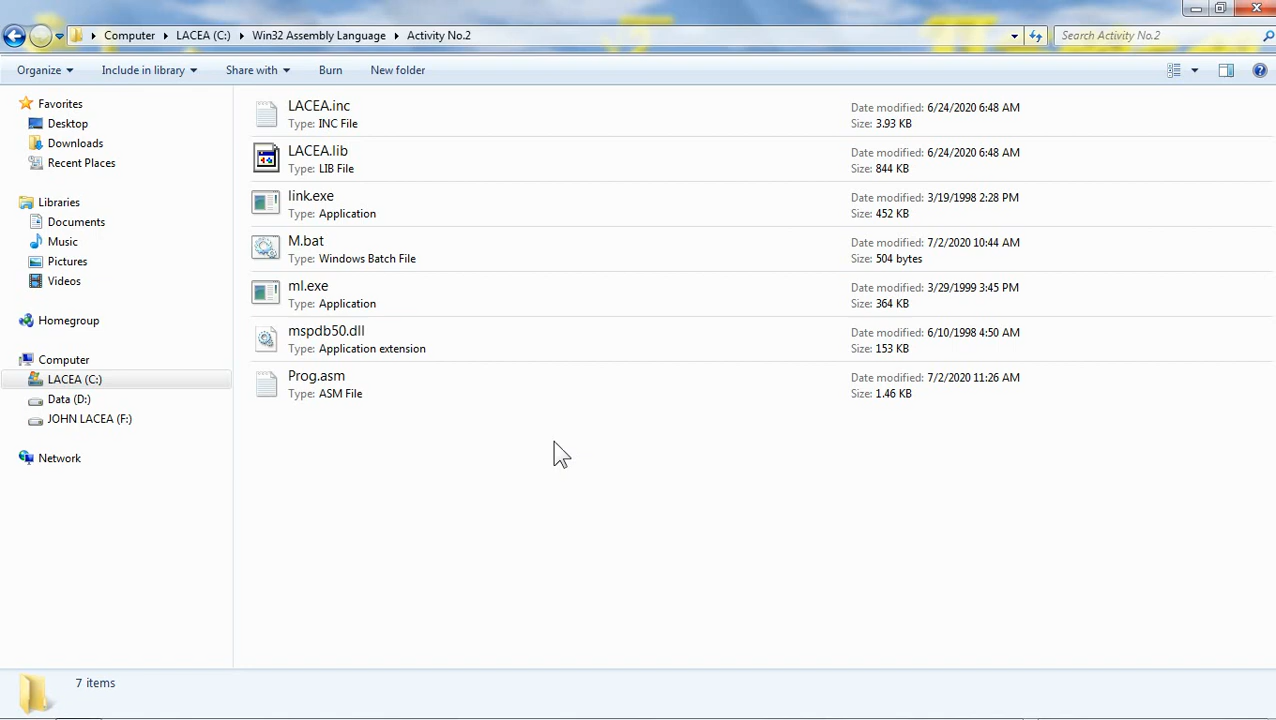 Computer LACEA (C:) Win32 Assembly Language Activity No.2
Search Activity No.2
Organize Include in library Share with Burn New folder
Favorites
Desktop
Downloads
Recent Places
Libraries
Documents
Music
Pictures
Videos
Homegroup
Computer
LACEA (C:)
Data (D:)
JOHN LACEA (F:)
Network
LACEA.inc Date modified: 6/24/2020 6:48 AM
Type: INC File Size: 3.93 KB
LACEA.lib Date modified: 6/24/2020 6:48 AM
Type: LIB File Size: 844 KB
link.exe Date modified: 3/19/1998 2:28 PM
Type: Application Size: 452 KB
M.bat Date modified: 7/2/2020 10:44 AM
Type: Windows Batch File Size: 504 bytes
ml.exe Date modified: 3/29/1999 3:45 PM
Type: Application Size: 364 KB
mspdb50.dll Date modified: 6/10/1998 4:50 AM
Type: Application extension Size: 153 KB
Prog.asm Date modified: 7/2/2020 11:26 AM
Type: ASM File Size: 1.46 KB
7 items